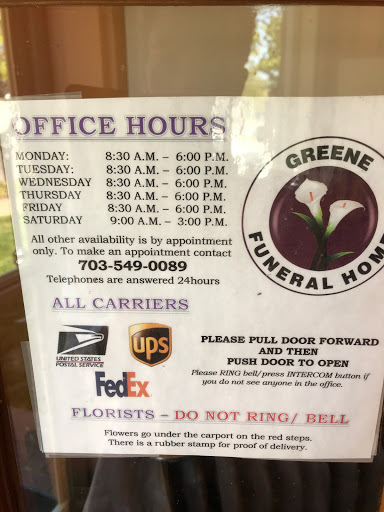 OFFICE HOURS
MONDAY: 8:30 A.M. – 6:00 P.M.
TUESDAY: 8:30 A.M. – 6:00 P.M.
WEDNESDAY 8:30 A.M. – 6:00 P.M.
THURSDAY 8:30 A.M. – 6:00 P.M.
FRIDAY 8:30 A.M. – 6:00 P.M.
SATURDAY 9:00 A.M. – 3:00 P.M.
GREENE
FUNERAL HOME
All other availability is by appointment
only. To make an appointment contact
703-549-0089
Telephones are answered 24hours
ALL CARRIERS
UNITED STATES
POSTAL SERVICE
ups
FedEx
PLEASE PULL DOOR FORWARD
AND THEN
PUSH DOOR TO OPEN
Please RING bell/press INTERCOM button if
you do not see anyone in the office.
FLORISTS – DO NOT RING/ BELL
Flowers go under the carport on the red steps.
There is a rubber stamp for proof of delivery.